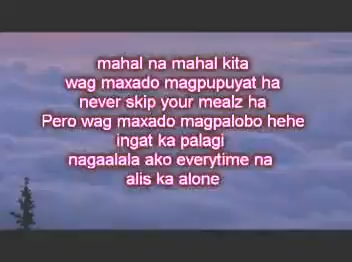 mahal na mahal kita
wag maxado magpupuyat ha
never skip your mealz ha
Pero wag maxado magpalobo hehe
ingat ka palagi
nagaalala ako everytime na
alis ka alone